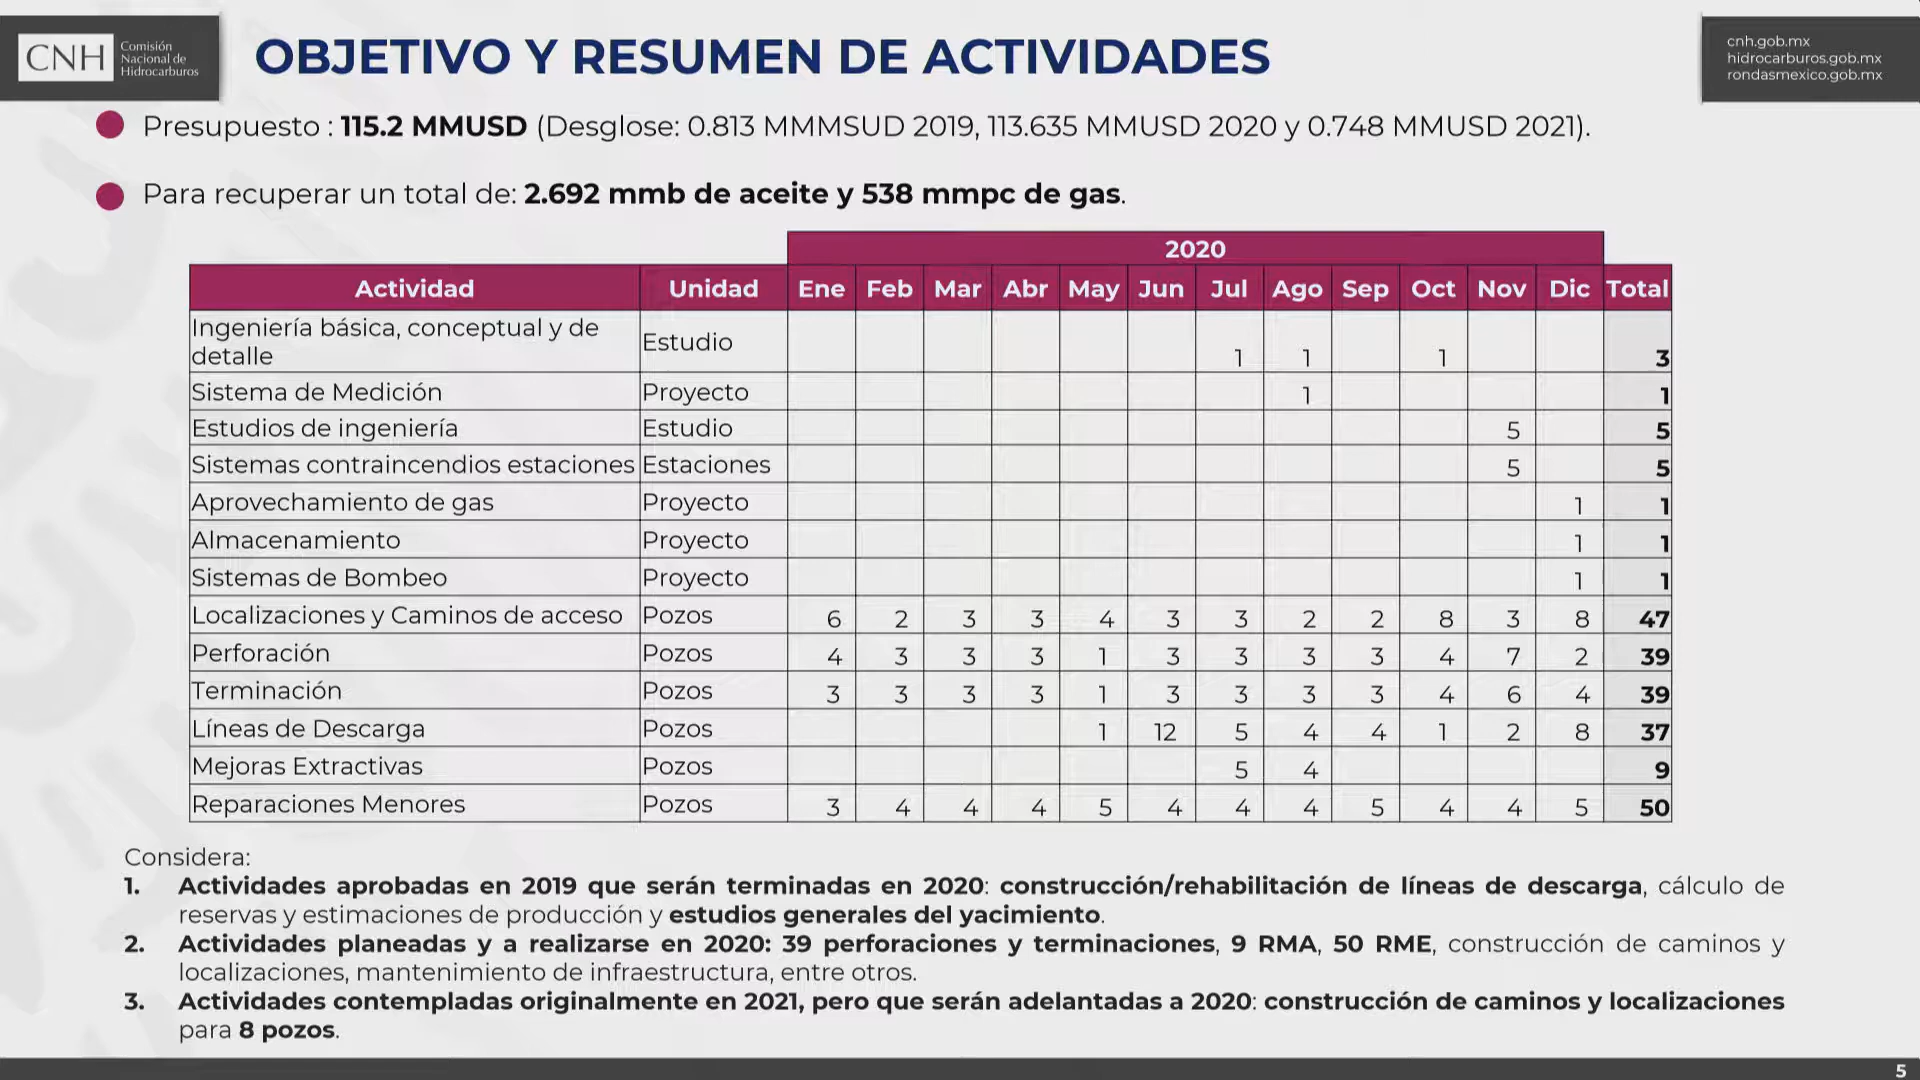 CNH
Comisión
Nacional de
Hidrocarburos
OBJETIVO Y RESUMEN DE ACTIVIDADES
cnh.gob.mx
hidrocarburos.gob.mx
rondasmexico.gob.mx
Presupuesto : 115.2 MMUSD (Desglose: 0.813 MMMSUD 2019, 113.635 MMUSD 2020 y 0.748 MMUSD 2021).
Para recuperar un total de: 2.692 mmb de aceite y 538 mmpc de gas.
2020
Actividad Unidad Ene Feb Mar Abr May Jun Jul Ago Sep Oct Nov Dic Total
Ingeniería básica, conceptual y de
detalle Estudio 1 1 1 3
Sistema de Medición Proyecto 1 1
Estudios de ingeniería Estudio 5 5
Sistemas contraincendios estaciones Estaciones 5 5
Aprovechamiento de gas Proyecto 1 1
Almacenamiento Proyecto 1 1
Sistemas de Bombeo Proyecto 1 1
Localizaciones y Caminos de acceso Pozos 6 2 3 3 4 3 3 2 2 8 3 8 47
Perforación Pozos 4 3 3 3 1 3 3 3 3 4 7 2 39
Terminación Pozos 3 3 3 3 1 3 3 3 3 4 6 4 39
Líneas de Descarga Pozos 1 12 5 4 4 1 2 8 37
Mejoras Extractivas Pozos 5 4 9
Reparaciones Menores Pozos 3 4 4 4 5 4 4 4 5 4 4 5 50
Considera:
1. Actividades aprobadas en 2019 que serán terminadas en 2020: construcción/rehabilitación de líneas de descarga, cálculo de
reservas y estimaciones de producción y estudios generales del yacimiento.
2. Actividades planeadas y a realizarse en 2020: 39 perforaciones y terminaciones, 9 RMA, 50 RME, construcción de caminos y
localizaciones, mantenimiento de infraestructura, entre otros.
3. Actividades contempladas originalmente en 2021, pero que serán adelantadas a 2020: construcción de caminos y localizaciones
para 8 pozos.
5